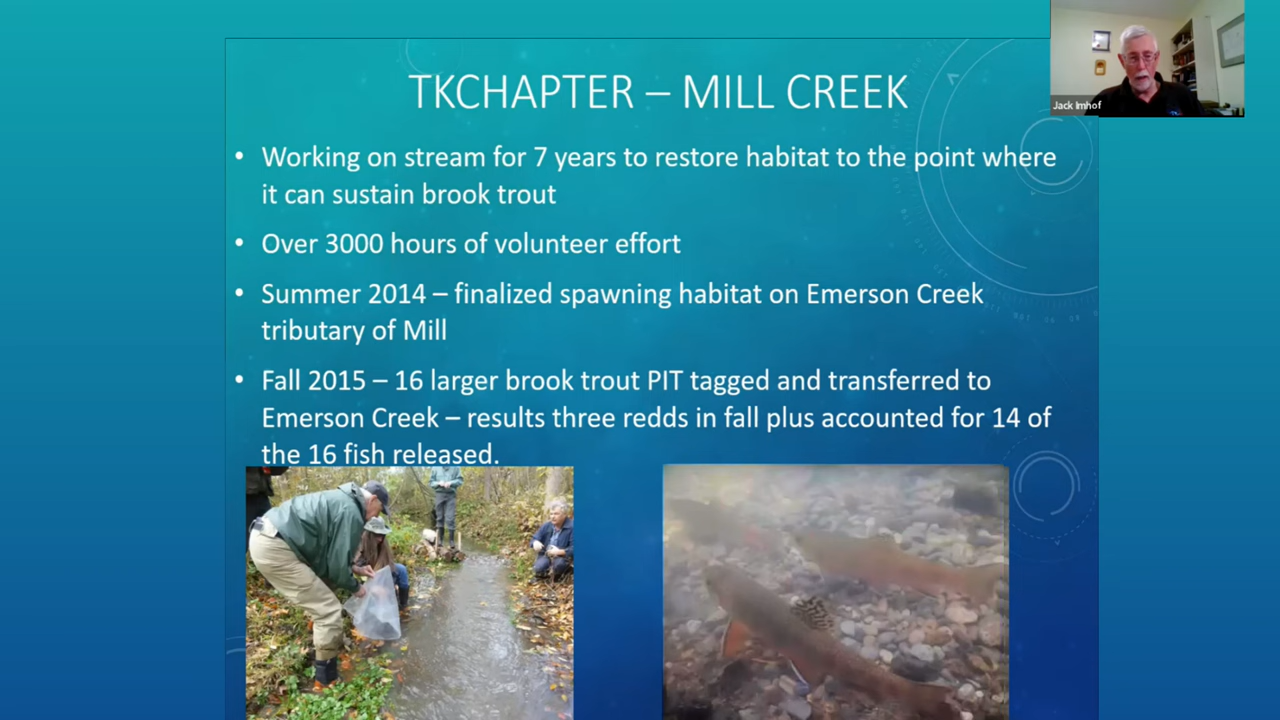 TKCHAPTER – MILL CREEK
Jack Imhof
• Working on stream for 7 years to restore habitat to the point where
it can sustain brook trout
• Over 3000 hours of volunteer effort
• Summer 2014 – finalized spawning habitat on Emerson Creek
tributary of Mill
• Fall 2015 – 16 larger brook trout PIT tagged and transferred to
Emerson Creek – results three redds in fall plus accounted for 14 of
the 16 fish released.